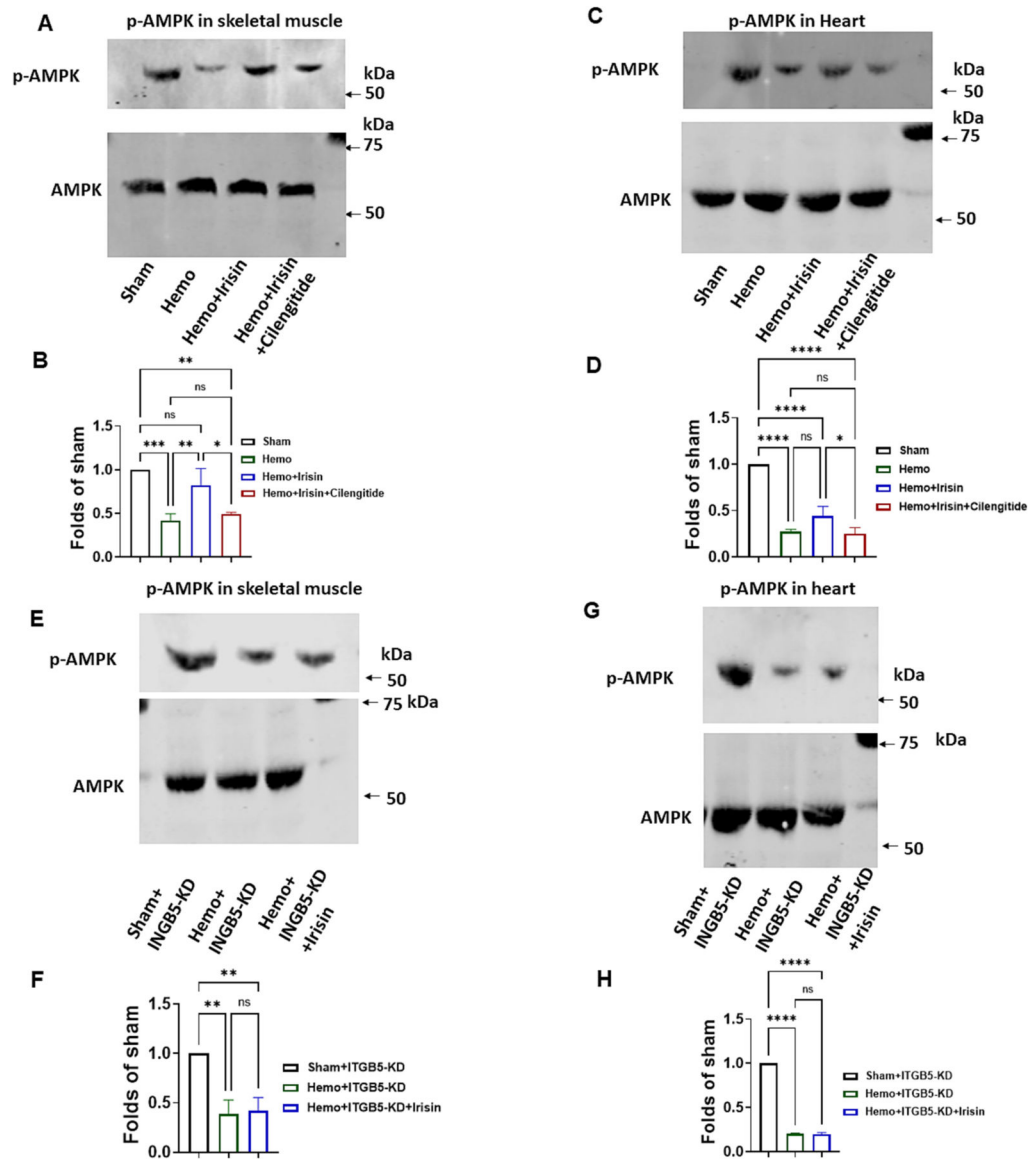 A
p-AMPK in skeletal muscle
p-AMPK
kDa
← 50
kDa
← 75
AMPK
← 50
Sham
Hemo
Hemo+Irisin
Hemo+Irisin
+Cilengitide
C
p-AMPK in Heart
p-AMPK
kDa
← 50
kDa
← 75
AMPK
← 50
Sham
Hemo
Hemo+Irisin
Hemo+Irisin
+Cilengitide
B
**
ns
ns
*** ** *
Folds of sham
1.5
1.0
0.5
0.0
Sham
Hemo
Hemo+Irisin
Hemo+Irisin+Cilengitide
D
****
ns
****
**** ns *
Folds of sham
1.5
1.0
0.5
0.0
Sham
Hemo
Hemo+Irisin
Hemo+Irisin+Cilengitide
E
p-AMPK in skeletal muscle
p-AMPK
kDa
← 50
← 75 kDa
AMPK
← 50
Sham+
INGB5-KD
Hemo+
INGB5-KD
Hemo+
INGB5-KD
+Irisin
G
p-AMPK in heart
p-AMPK
kDa
← 50
← 75 kDa
AMPK
← 50
Sham+
INGB5-KD
Hemo+
INGB5-KD
Hemo+
INGB5-KD
+Irisin
F
**
** ns
Folds of sham
1.5
1.0
0.5
0.0
Sham+ITGB5-KD
Hemo+ITGB5-KD
Hemo+ITGB5-KD+Irisin
H
****
ns
****
Folds of sham
1.5
1.0
0.5
0.0
Sham+ITGB5-KD
Hemo+ITGB5-KD
Hemo+ITGB5-KD+Irisin